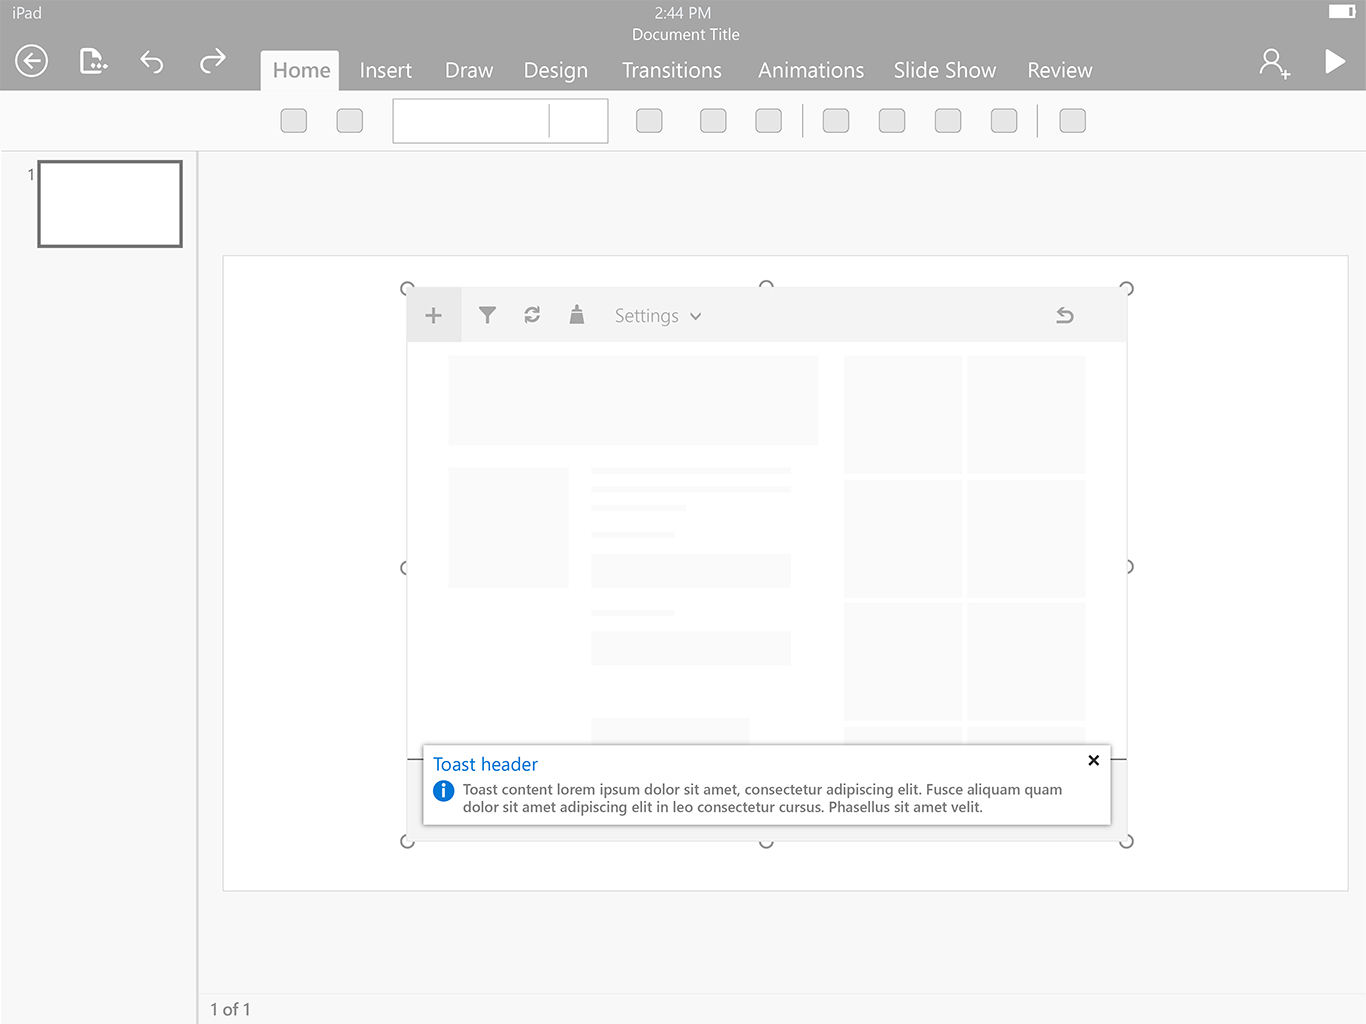 iPad
2:44 PM
Document Title
Home Insert Draw Design Transitions Animations Slide Show Review
1
Settings
Toast header
Toast content lorem ipsum dolor sit amet, consectetur adipiscing elit. Fusce aliquam quam
dolor sit amet adipiscing elit in leo consectetur cursus. Phasellus sit amet velit.
1 of 1